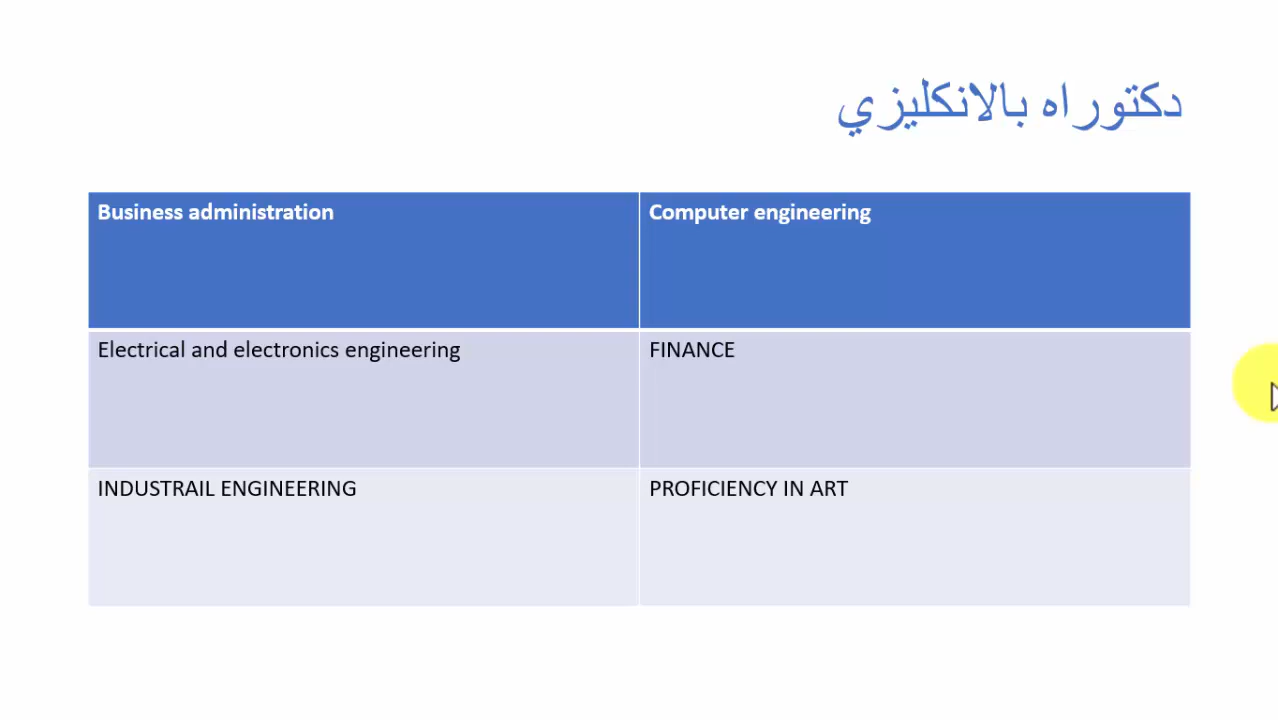 دكتوراه بالانكليزي
Business administration
Computer engineering
Electrical and electronics engineering
FINANCE
INDUSTRAIL ENGINEERING
PROFICIENCY IN ART